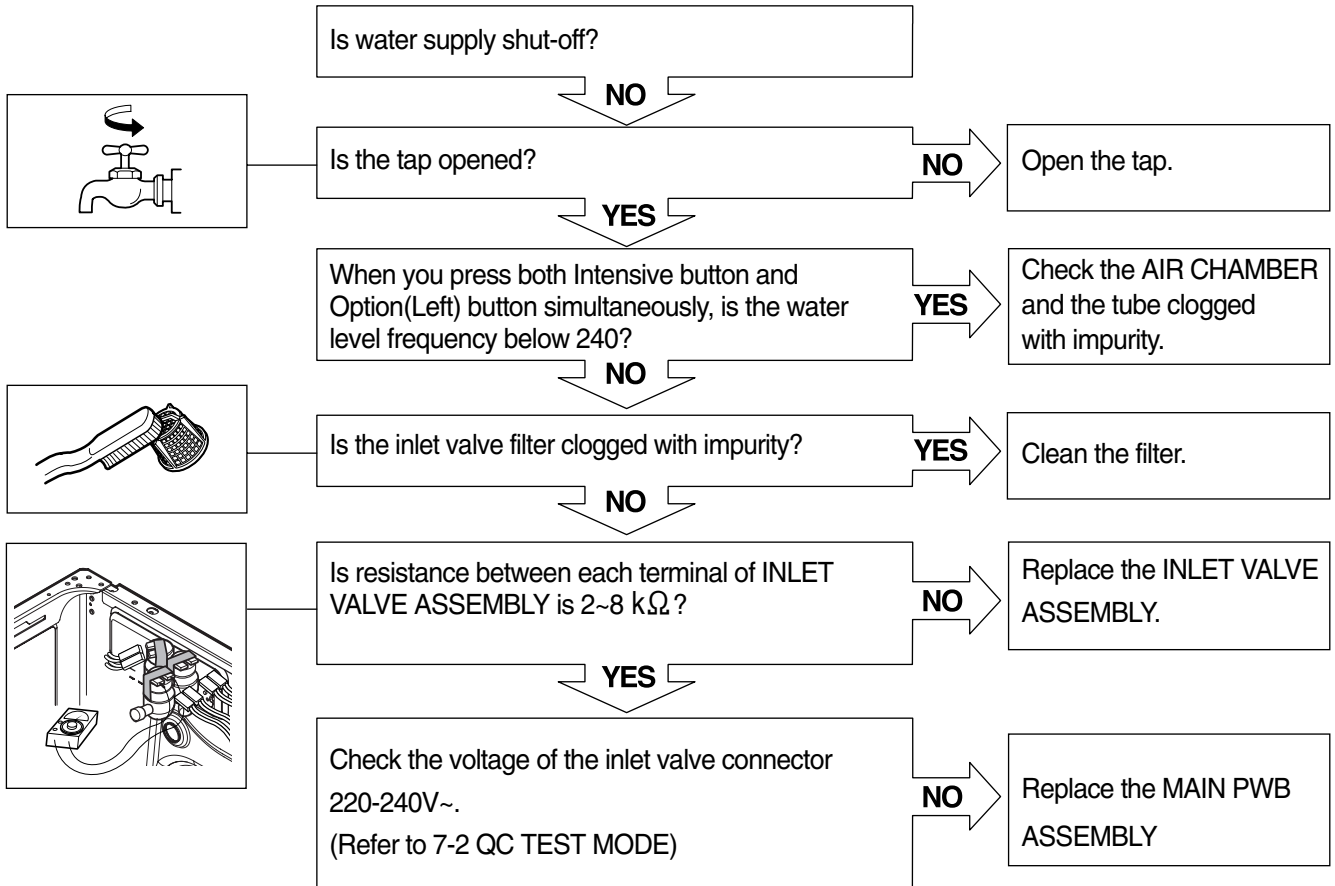 Is water supply shut-off?
NO
Is the tap opened?
NO
Open the tap.
YES
When you press both Intensive button and
Option(Left) button simultaneously, is the water
level frequency below 240?
YES
Check the AIR CHAMBER
and the tube clogged
with impurity.
NO
Is the inlet valve filter clogged with impurity?
YES
Clean the filter.
NO
Is resistance between each terminal of INLET
VALVE ASSEMBLY is 2~8 kΩ?
NO
Replace the INLET VALVE
ASSEMBLY.
YES
Check the voltage of the inlet valve connector
220-240V~.
(Refer to 7-2 QC TEST MODE)
NO
Replace the MAIN PWB
ASSEMBLY